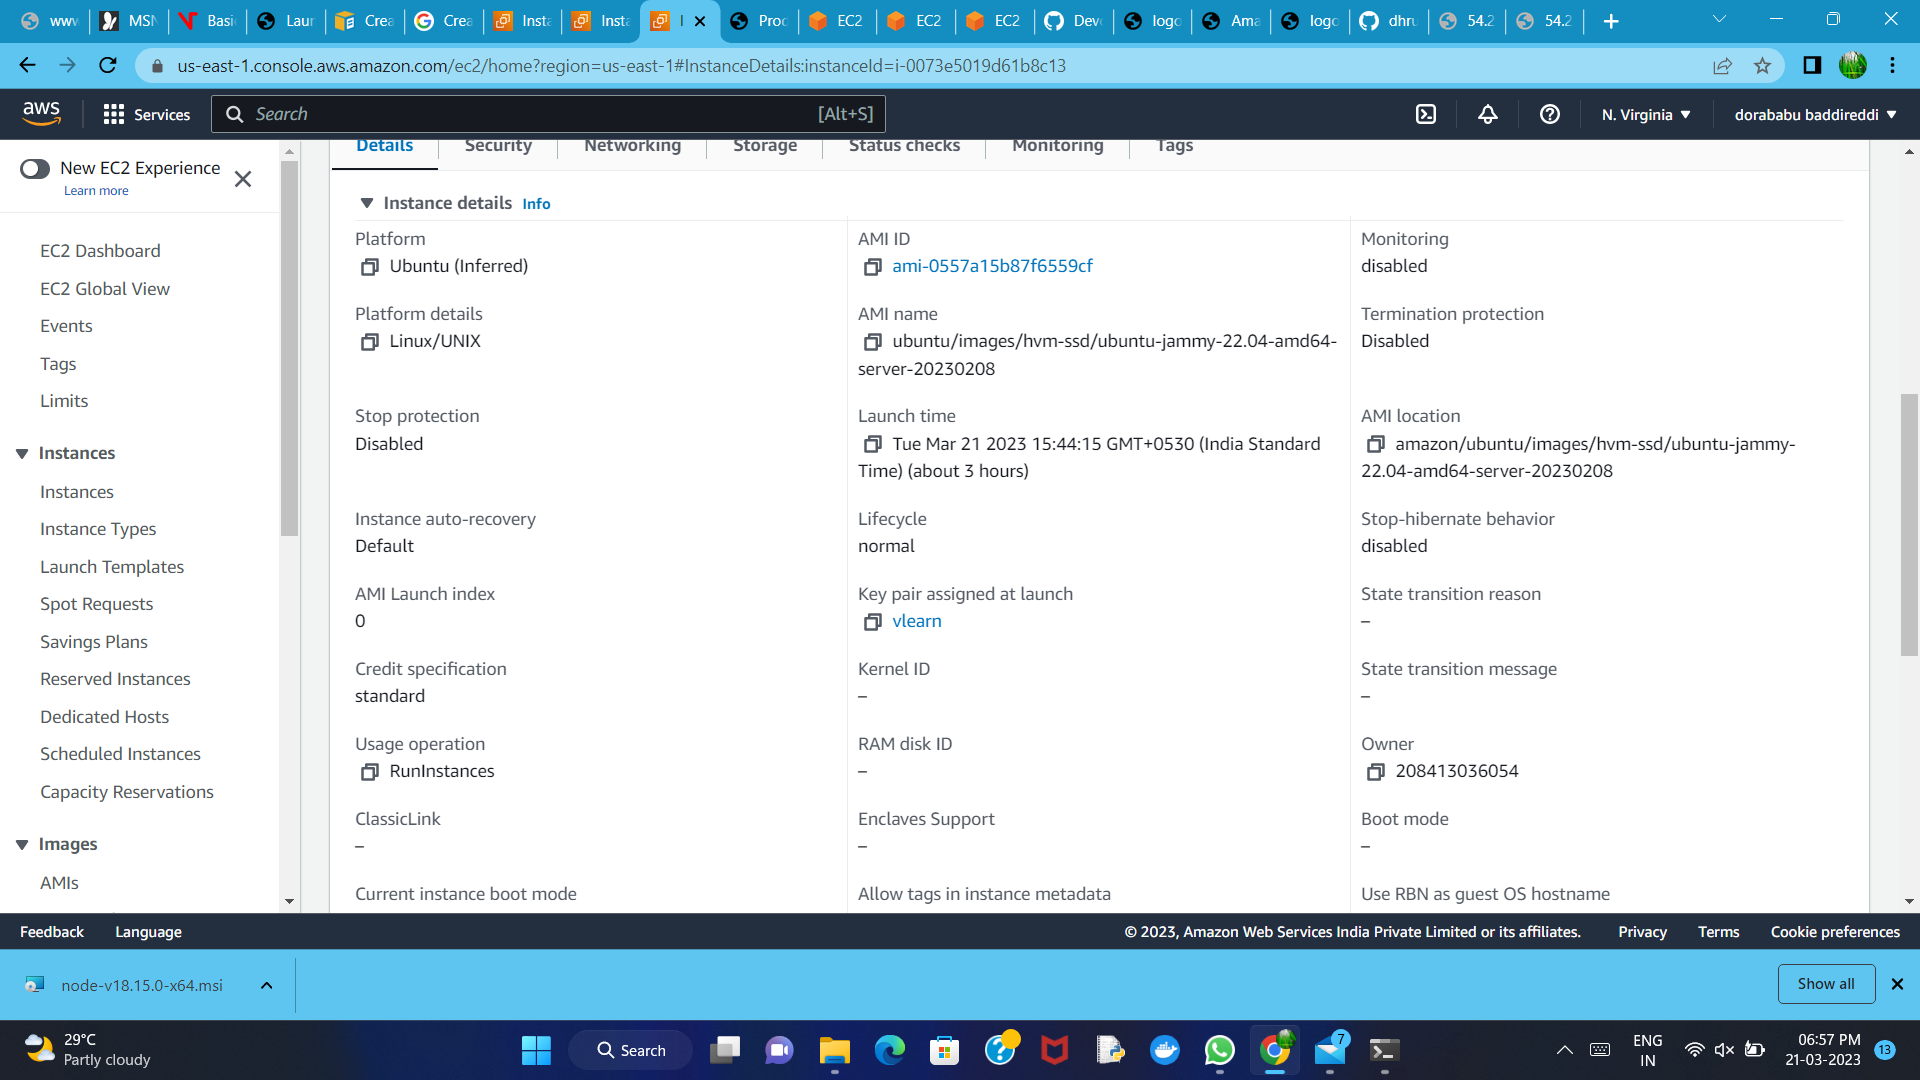 www
MSN
Basi
Laun
Crea
Crea
Insta
Insta
I
Proc
EC2
EC2
EC2
Dev
logo
Ama
logo
dhru
54.2
54.2
us-east-1.console.aws.amazon.com/ec2/home?region=us-east-1#InstanceDetails:instanceId=i-0073e5019d61b8c13
aws
Services
Search
[Alt+S]
N. Virginia
dorababu baddireddi
New EC2 Experience
Learn more
EC2 Dashboard
EC2 Global View
Events
Tags
Limits
Instances
Instances
Instance Types
Launch Templates
Spot Requests
Savings Plans
Reserved Instances
Dedicated Hosts
Scheduled Instances
Capacity Reservations
Images
AMIs
Details
Security
Networking
Storage
Status checks
Monitoring
Tags
Instance details Info
Platform
Ubuntu (Inferred)
AMI ID
ami-0557a15b87f6559cf
Monitoring
disabled
Platform details
Linux/UNIX
AMI name
ubuntu/images/hvm-ssd/ubuntu-jammy-22.04-amd64-
server-20230208
Termination protection
Disabled
Stop protection
Disabled
Launch time
Tue Mar 21 2023 15:44:15 GMT+0530 (India Standard
Time) (about 3 hours)
AMI location
amazon/ubuntu/images/hvm-ssd/ubuntu-jammy-
22.04-amd64-server-20230208
Instance auto-recovery
Default
Lifecycle
normal
Stop-hibernate behavior
disabled
AMI Launch index
0
Key pair assigned at launch
vlearn
State transition reason
–
Credit specification
standard
Kernel ID
–
State transition message
–
Usage operation
RunInstances
RAM disk ID
–
Owner
208413036054
ClassicLink
–
Enclaves Support
–
Boot mode
–
Current instance boot mode
Allow tags in instance metadata
Use RBN as guest OS hostname
Feedback
Language
© 2023, Amazon Web Services India Private Limited or its affiliates.
Privacy
Terms
Cookie preferences
node-v18.15.0-x64.msi
Show all
29°C
Partly cloudy
Search
7
ENG
IN
06:57 PM
21-03-2023
13